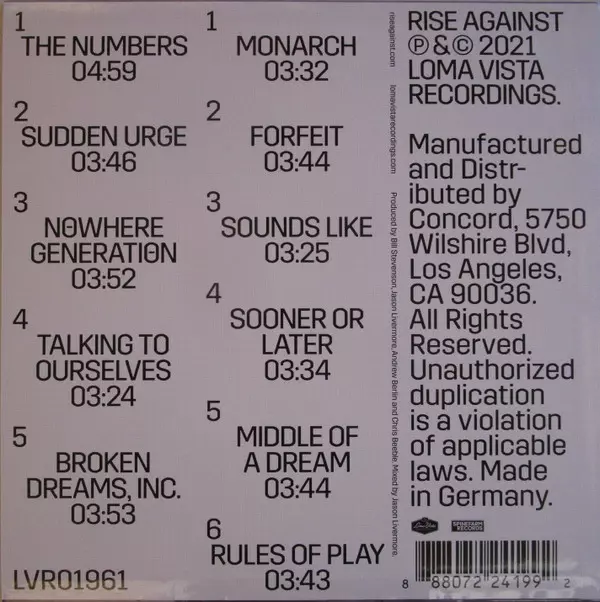 1
THE NUMBERS
04:59
2
SUDDEN URGE
03:46
3
NOWHERE
GENERATION
03:52
4
TALKING TO
OURSELVES
03:24
5
BROKEN
DREAMS, INC.
03:53
LVR01961
1
MONARCH
03:32
2
FORFEIT
03:44
3
SOUNDS LIKE
03:25
4
SOONER OR
LATER
03:34
5
MIDDLE OF
A DREAM
03:44
6
RULES OF PLAY
03:43
riseagainst.com lomavistarecordings.com Produced by Bill Stevenson, Jason Livermore, Andrew Berlin and Chris Beeble. Mixed by Jason Livermore.
RISE AGAINST
℗ & © 2021
LOMA VISTA
RECORDINGS.
Manufactured
and Distr-
ibuted by
Concord, 5750
Wilshire Blvd,
Los Angeles,
CA 90036.
All Rights
Reserved.
Unauthorized
duplication
is a violation
of applicable
laws. Made
in Germany.
Loma Vista
SPINEFARM
RECORDS
8 88072 24199 2